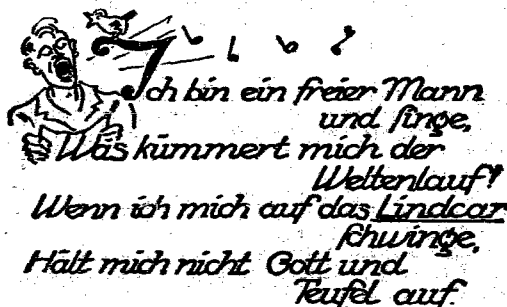 Ich bin ein freier Mann
und singe,
Was kümmert mich der
Weltenlauf!
Wenn ich mich auf das Lindcar
schwinge,
Hält mich nicht Gott und
Teufel auf